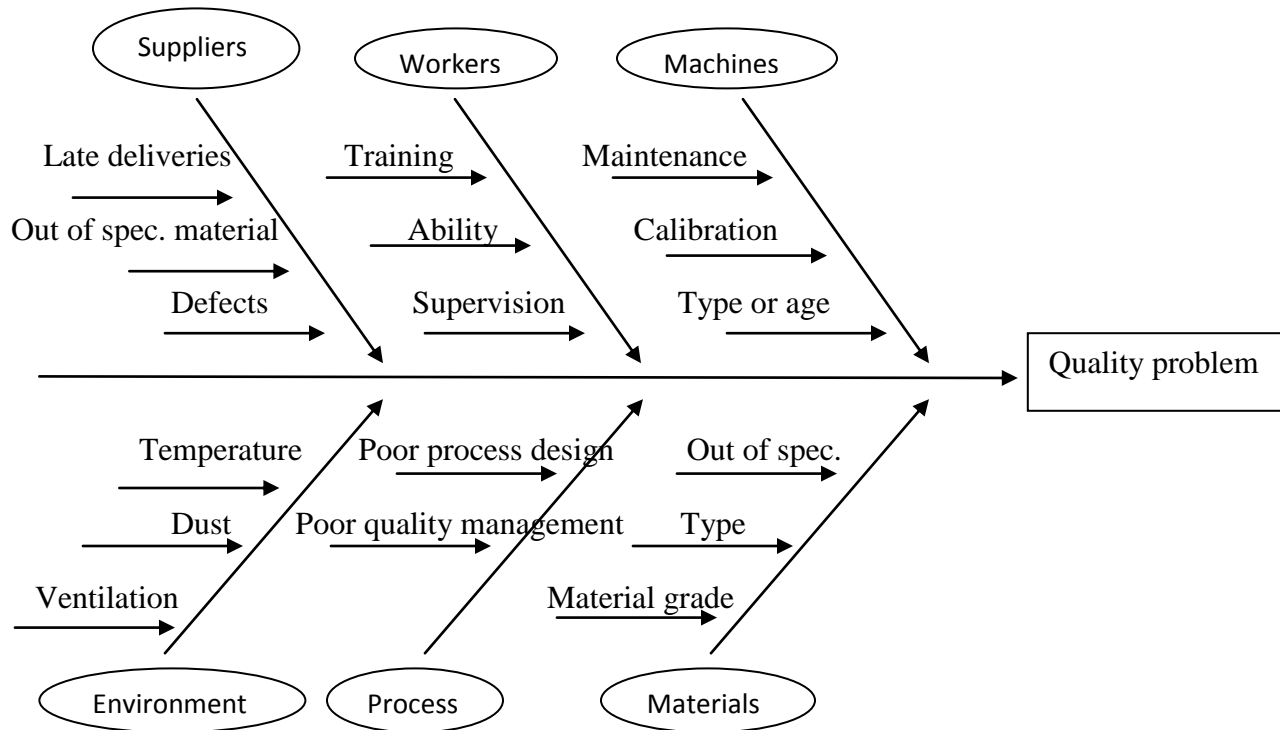 Suppliers
Workers
Machines
Late deliveries
Training
Maintenance
Out of spec. material
Ability
Calibration
Defects
Supervision
Type or age
Quality problem
Temperature
Poor process design
Out of spec.
Dust
Poor quality management
Type
Ventilation
Material grade
Environment
Process
Materials